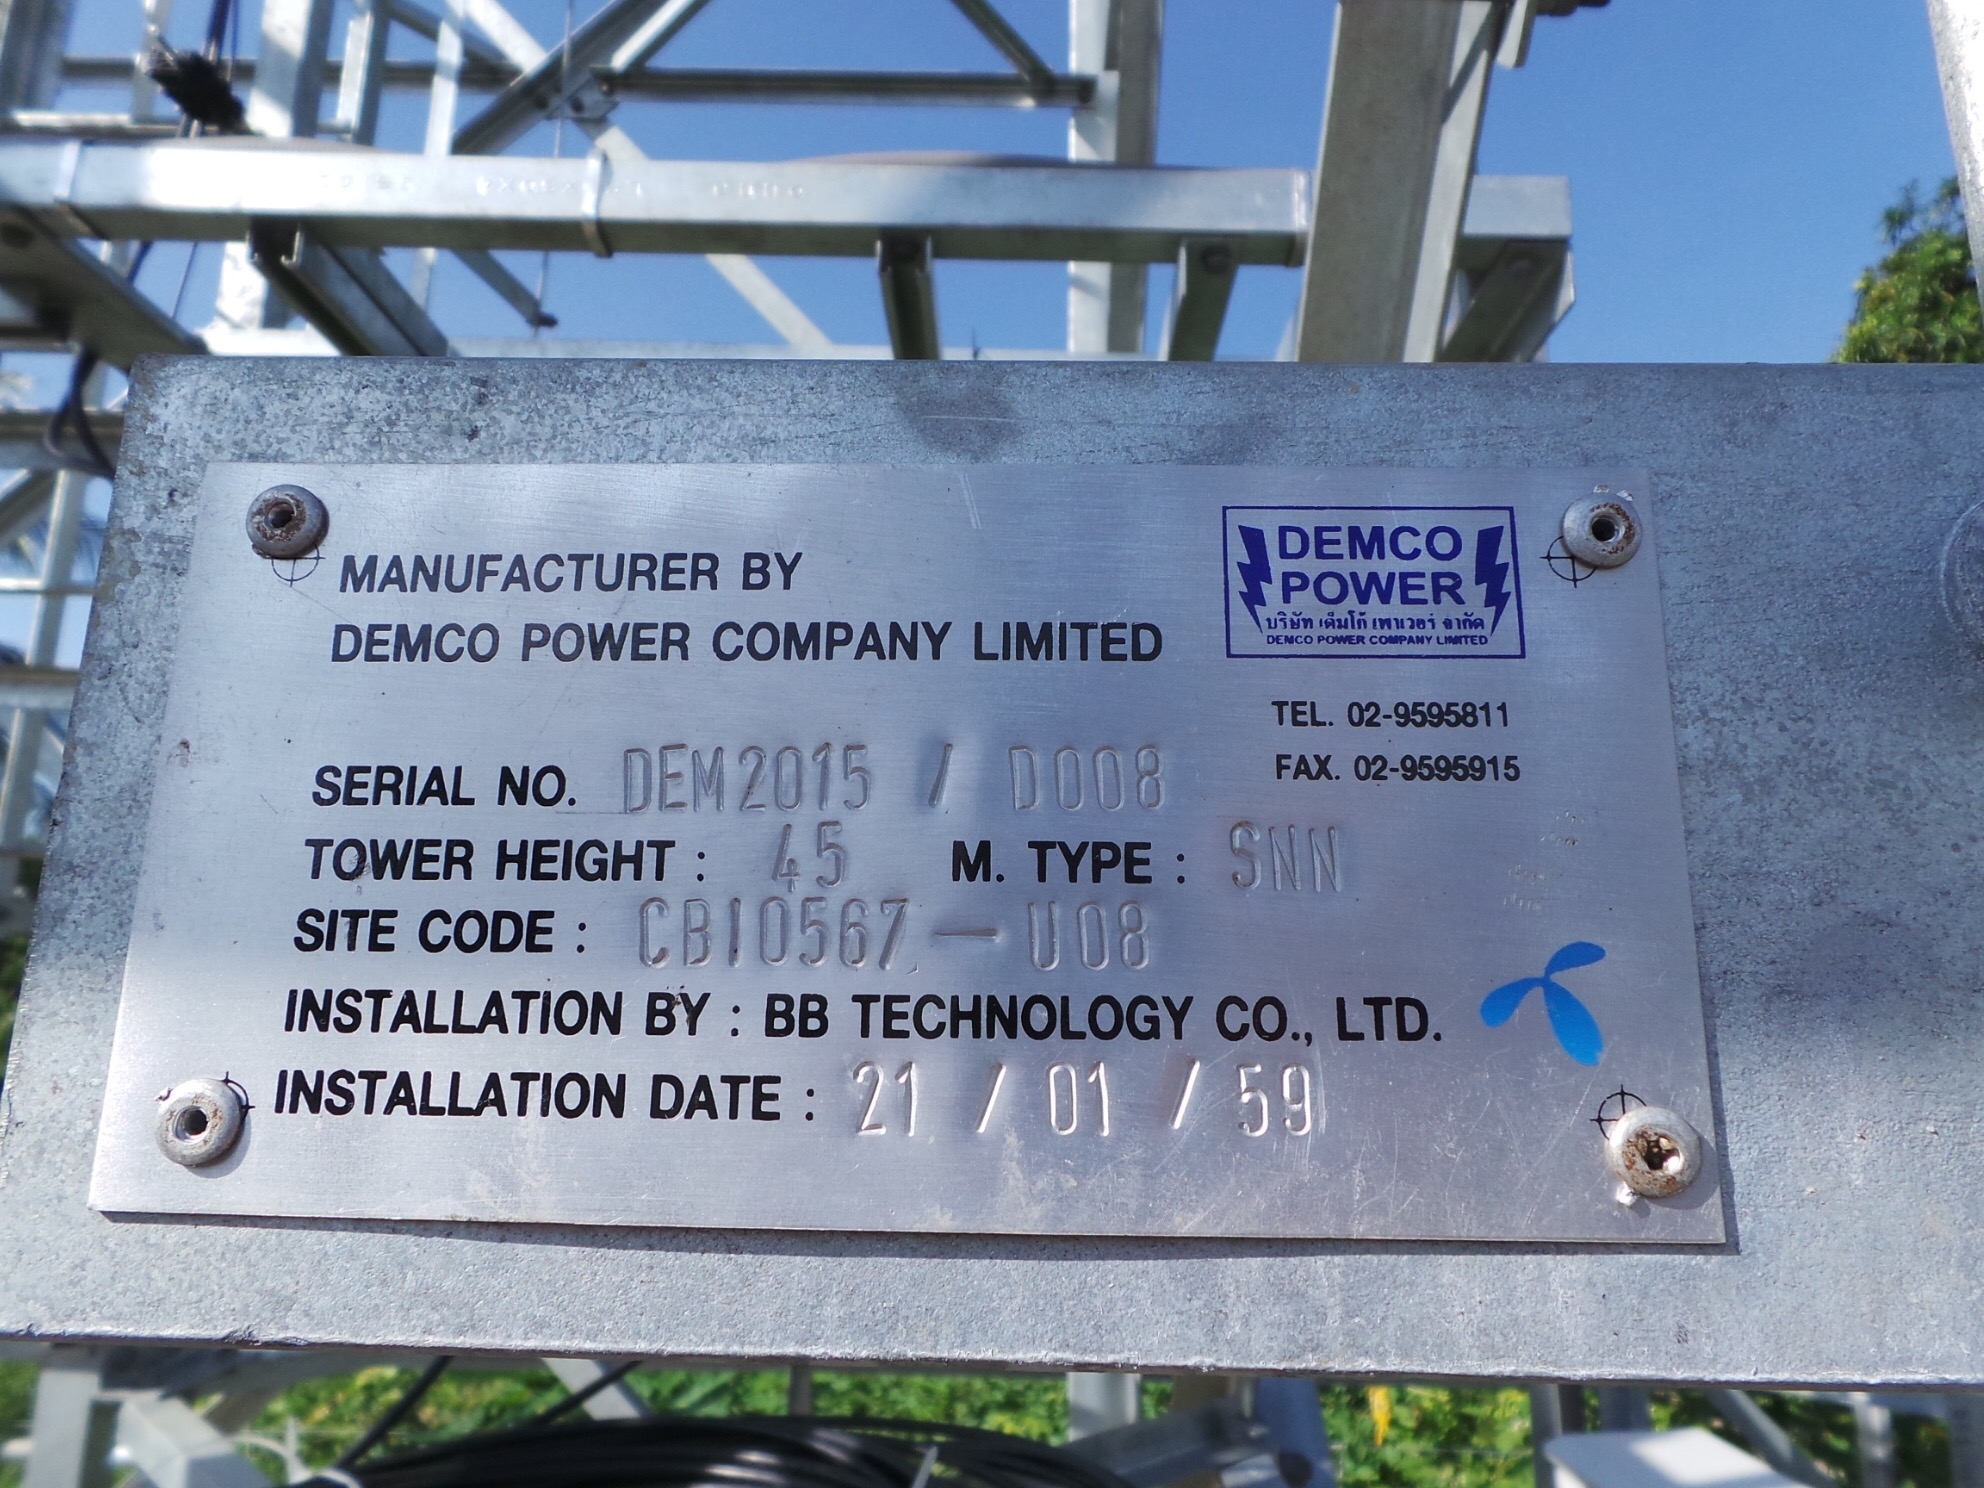 MANUFACTURER BY
DEMCO POWER COMPANY LIMITED
DEMCO
POWER
บริษัท เด็มโก้ เพาเวอร์ จำกัด
DEMCO POWER COMPANY LIMITED
TEL. 02-9595811
FAX. 02-9595915
SERIAL NO. DEM2015 / D008
TOWER HEIGHT : 45 M. TYPE : SNN
SITE CODE : CBI0567 - U08
INSTALLATION BY : BB TECHNOLOGY CO., LTD.
INSTALLATION DATE : 21 / 01 / 59